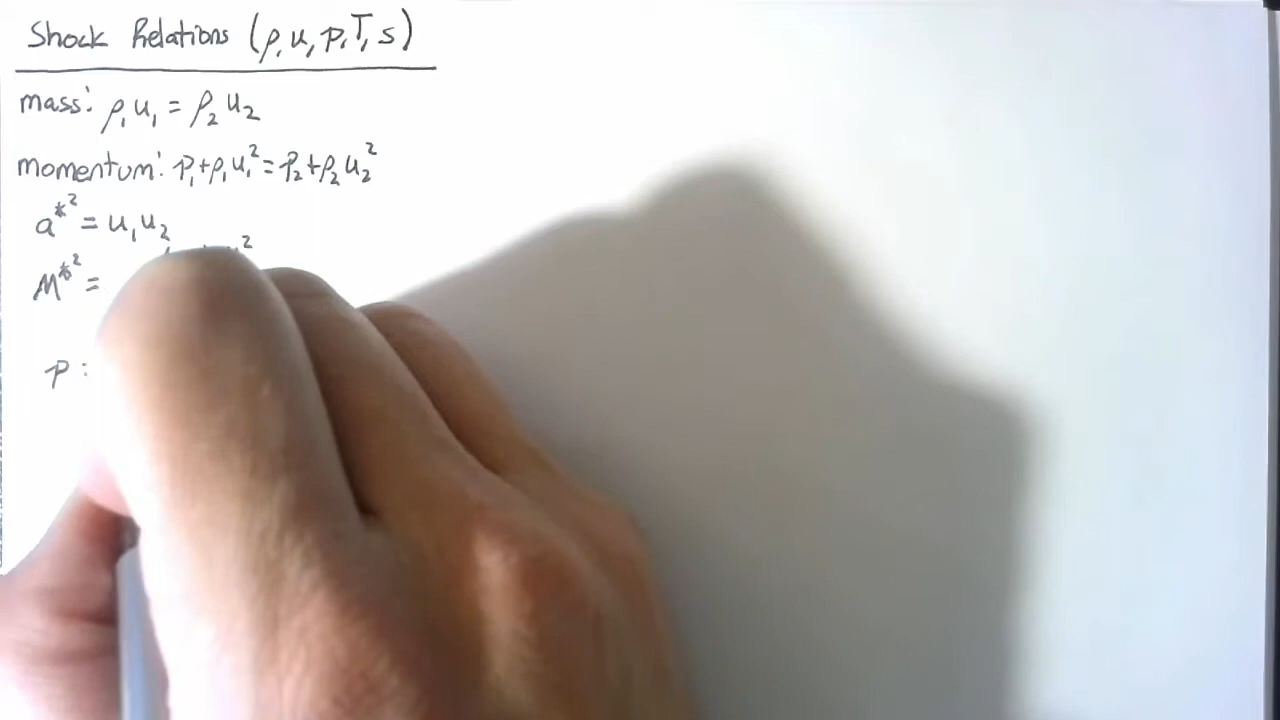 Shock Relations (ρ, u, p, T, s)
mass: ρ₁u₁ = ρ₂u₂
momentum: p₁+ρ₁u₁² = p₂+ρ₂u₂²
a*² = u₁u₂
M*² =
p: